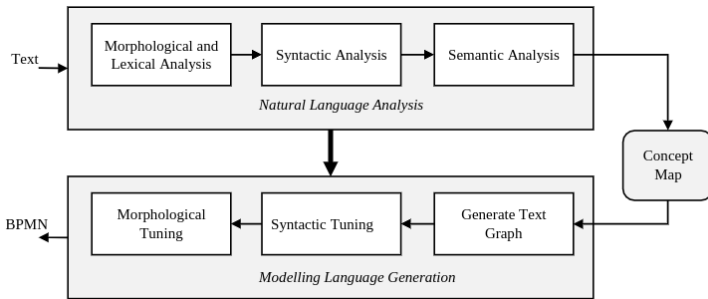 Text
Morphological and
Lexical Analysis
Syntactic Analysis
Semantic Analysis
Natural Language Analysis
Concept
Map
BPMN
Morphological
Tuning
Syntactic Tuning
Generate Text
Graph
Modelling Language Generation